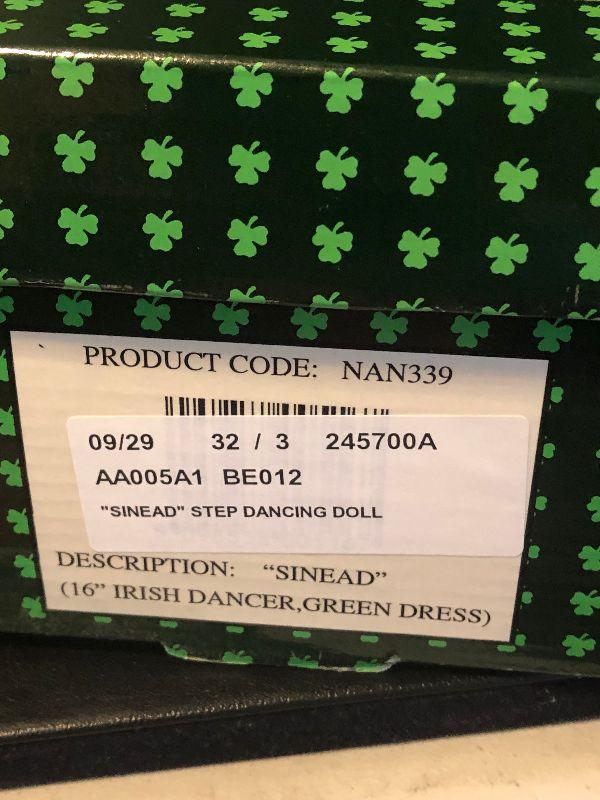 PRODUCT CODE: NAN339
09/29 32 / 3 245700A
AA005A1 BE012
"SINEAD" STEP DANCING DOLL
DESCRIPTION: “SINEAD”
(16” IRISH DANCER,GREEN DRESS)